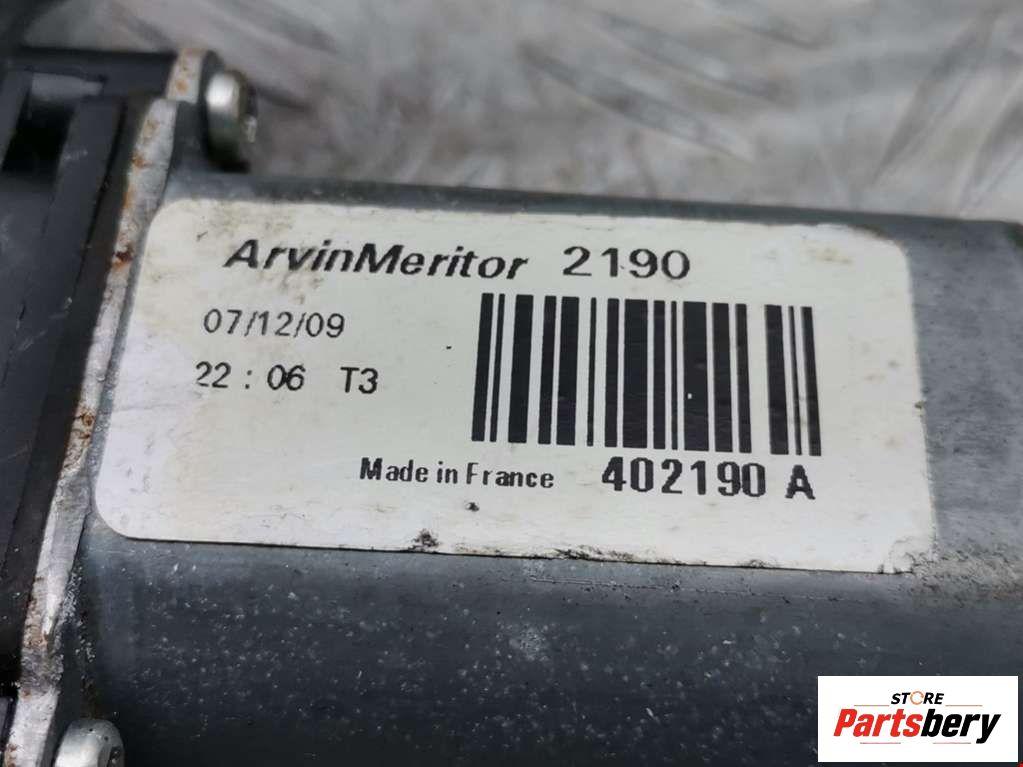 ArvinMeritor 2190
07/12/09
22 : 06 T3
Made in France 402190 A
STORE
Partsbery